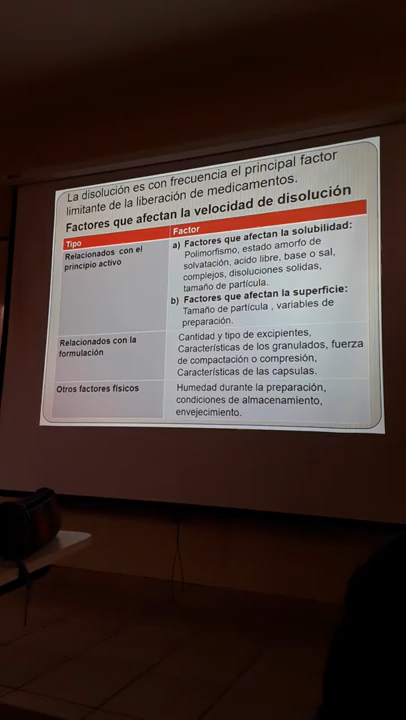 La disolución es con frecuencia el principal factor
limitante de la liberación de medicamentos.
Factores que afectan la velocidad de disolución
Tipo
Factor
Relacionados con el
principio activo
a) Factores que afectan la solubilidad:
Polimorfismo, estado amorfo de
solvatación, acido libre, base o sal,
complejos, disoluciones solidas,
tamaño de partícula.
b) Factores que afectan la superficie:
Tamaño de partícula , variables de
preparación.
Relacionados con la
formulación
Cantidad y tipo de excipientes,
Características de los granulados, fuerza
de compactación o compresión,
Características de las capsulas.
Otros factores físicos
Humedad durante la preparación,
condiciones de almacenamiento,
envejecimiento.